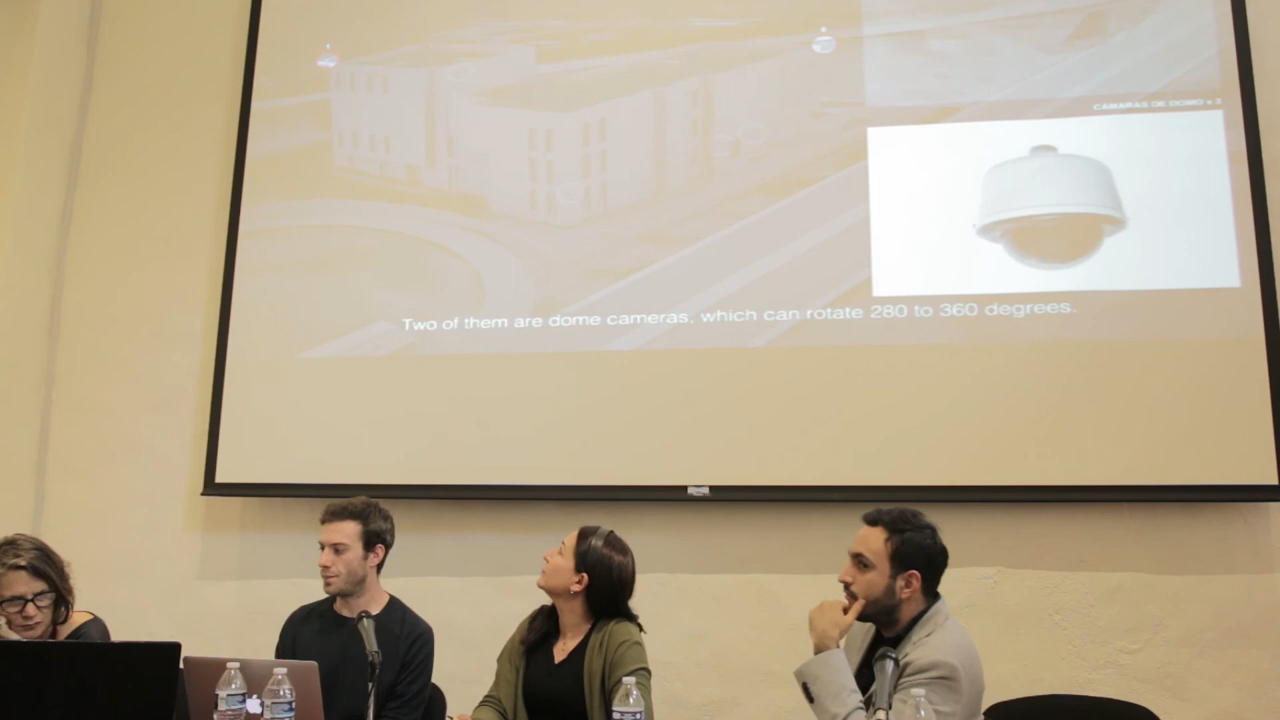 CÁMARAS DE DOMO x 2
Two of them are dome cameras, which can rotate 280 to 360 degrees.